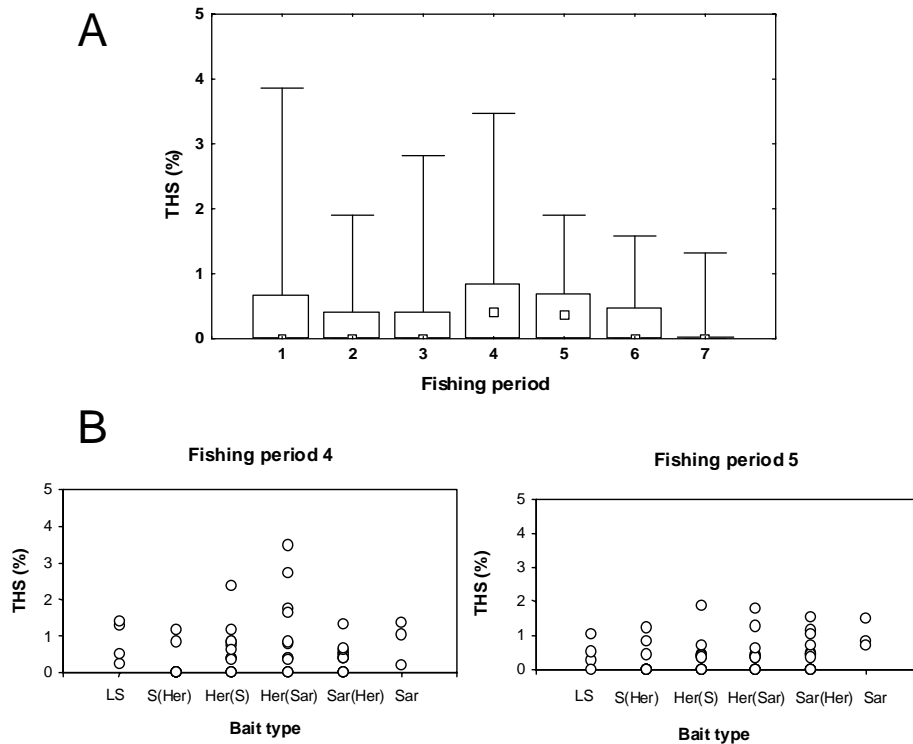 A
5
4
3
2
1
0
THS (%)
1 2 3 4 5 6 7
Fishing period
B
Fishing period 4
5
4
3
2
1
0
THS (%)
LS S(Her) Her(S) Her(Sar) Sar(Her) Sar
Bait type
Fishing period 5
5
4
3
2
1
0
THS (%)
LS S(Her) Her(S) Her(Sar) Sar(Her) Sar
Bait type